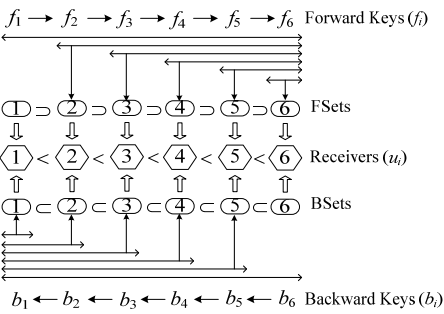 f1 → f2 → f3 → f4 → f5 → f6 Forward Keys (fi)
1 ⊃ 2 ⊃ 3 ⊃ 4 ⊃ 5 ⊃ 6 FSets
1 < 2 < 3 < 4 < 5 < 6 Receivers (ui)
1 ⊂ 2 ⊂ 3 ⊂ 4 ⊂ 5 ⊂ 6 BSets
b1 ← b2 ← b3 ← b4 ← b5 ← b6 Backward Keys (bi)